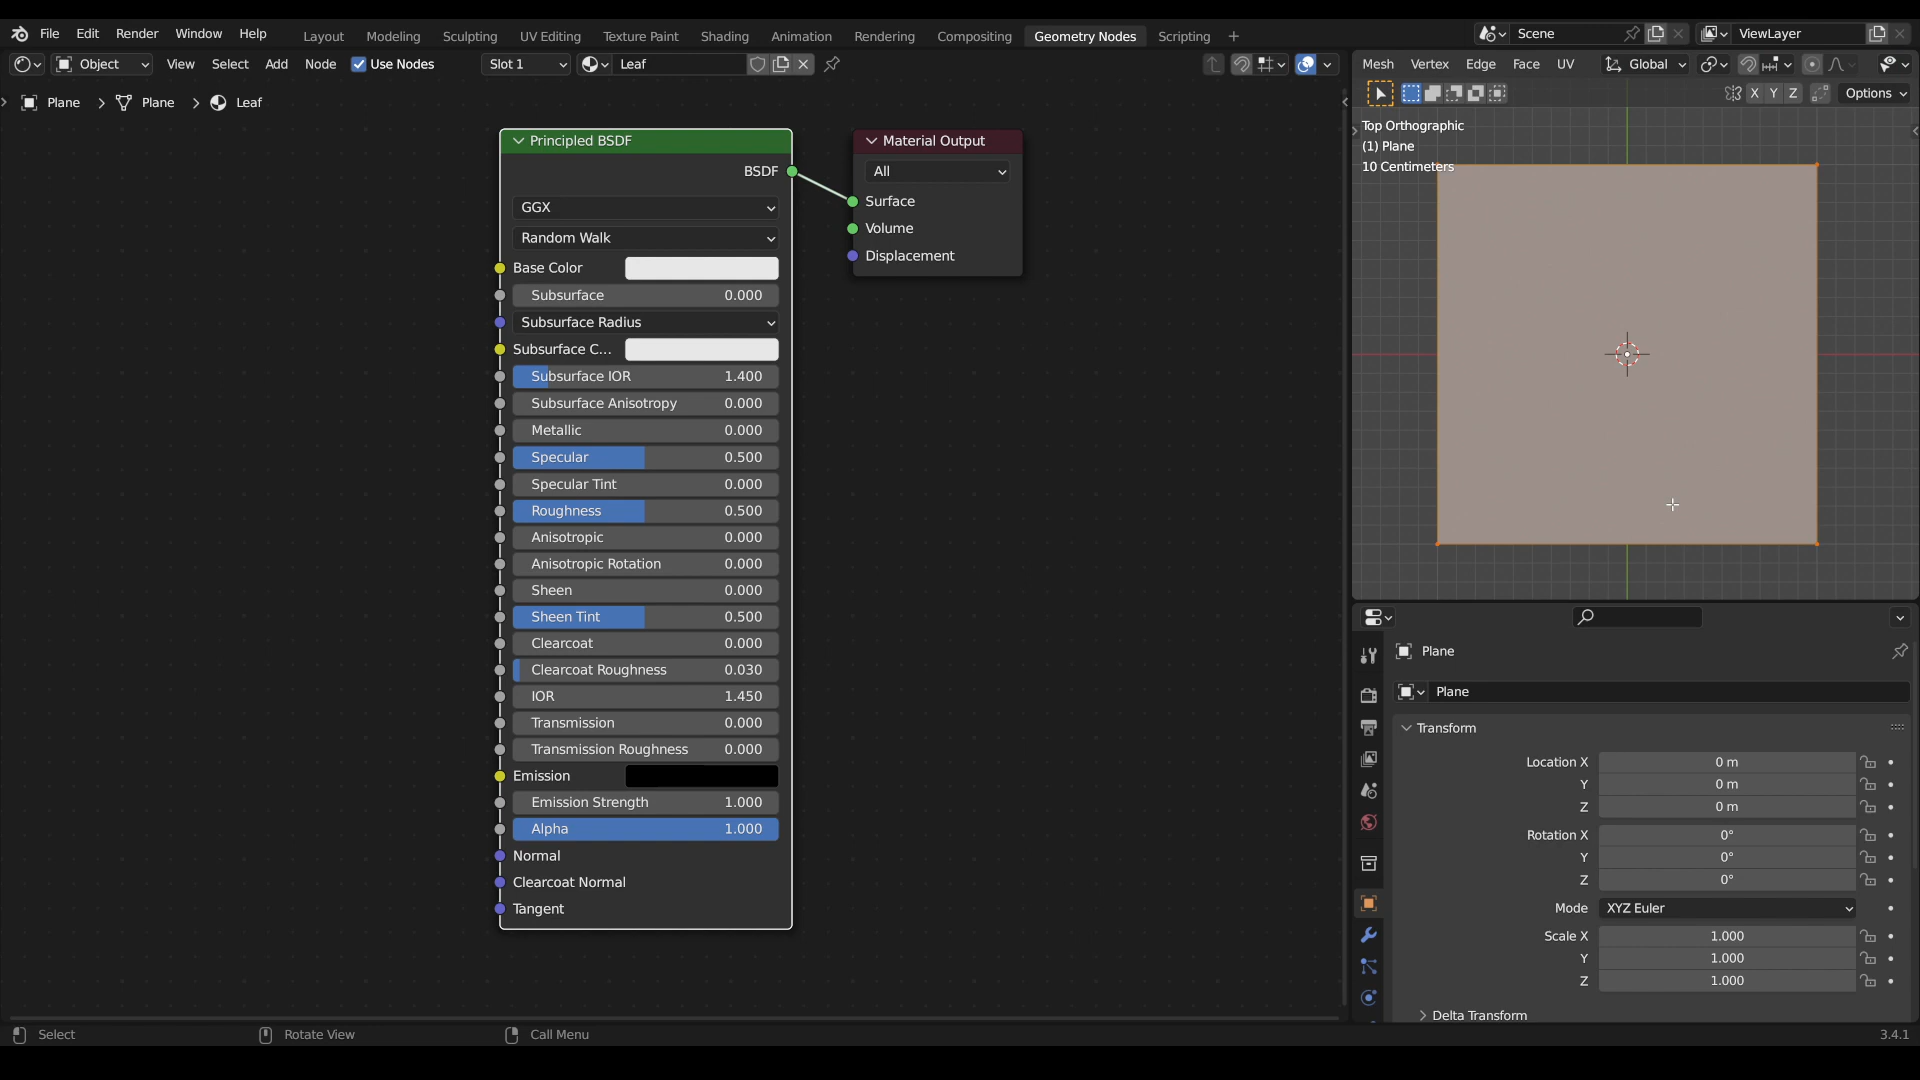 File Edit Render Window Help Layout Modeling Sculpting UV Editing Texture Paint Shading Animation Rendering Compositing Geometry Nodes Scripting Scene ViewLayer
Object View Select Add Node Use Nodes Slot 1 Leaf
Plane Plane Leaf
Principled BSDF
BSDF
GGX
Random Walk
Base Color
Subsurface 0.000
Subsurface Radius
Subsurface C...
Subsurface IOR 1.400
Subsurface Anisotropy 0.000
Metallic 0.000
Specular 0.500
Specular Tint 0.000
Roughness 0.500
Anisotropic 0.000
Anisotropic Rotation 0.000
Sheen 0.000
Sheen Tint 0.500
Clearcoat 0.000
Clearcoat Roughness 0.030
IOR 1.450
Transmission 0.000
Transmission Roughness 0.000
Emission
Emission Strength 1.000
Alpha 1.000
Normal
Clearcoat Normal
Tangent
Material Output
All
Surface
Volume
Displacement
Mesh Vertex Edge Face UV Global
X Y Z Options
Top Orthographic
(1) Plane
10 Centimeters
Plane
Plane
Transform
Location X 0 m
Y 0 m
Z 0 m
Rotation X 0°
Y 0°
Z 0°
Mode XYZ Euler
Scale X 1.000
Y 1.000
Z 1.000
Delta Transform
Select Rotate View Call Menu 3.4.1